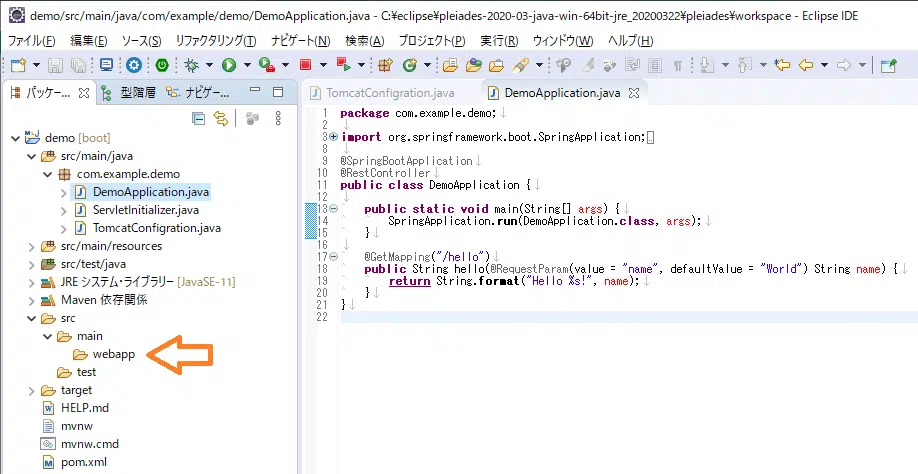 demo/src/main/java/com/example/demo/DemoApplication.java - C:¥eclipse¥pleiades-2020-03-java-win-64bit-jre_20200322¥pleiades¥workspace - Eclipse IDE
ファイル(F) 編集(E) ソース(S) リファクタリング(T) ナビゲート(N) 検索(A) プロジェクト(P) 実行(R) ウィンドウ(W) ヘルプ(H)
パッケー... 型階層 ナビゲー...
demo [boot]
src/main/java
com.example.demo
DemoApplication.java
ServletInitializer.java
TomcatConfigration.java
src/main/resources
src/test/java
JRE システム・ライブラリー [JavaSE-11]
Maven 依存関係
src
main
webapp
test
target
HELP.md
mvnw
mvnw.cmd
pom.xml
TomcatConfigration.java DemoApplication.java
1 package com.example.demo;↓
2 ↓
3 import org.springframework.boot.SpringApplication;
8 ↓
9 @SpringBootApplication↓
10 @RestController↓
11 public class DemoApplication {↓
12 ↓
13 public static void main(String[] args) {↓
14 SpringApplication.run(DemoApplication.class, args);↓
15 }↓
16 ↓
17 @GetMapping("/hello")↓
18 public String hello(@RequestParam(value = "name", defaultValue = "World") String name) {↓
19 return String.format("Hello %s!", name);↓
20 }↓
21 }↓
22